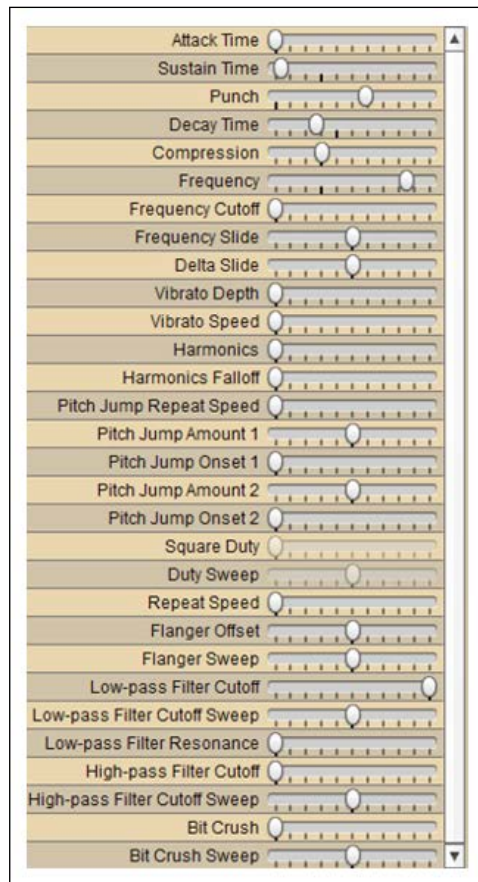 Attack Time
Sustain Time
Punch
Decay Time
Compression
Frequency
Frequency Cutoff
Frequency Slide
Delta Slide
Vibrato Depth
Vibrato Speed
Harmonics
Harmonics Falloff
Pitch Jump Repeat Speed
Pitch Jump Amount 1
Pitch Jump Onset 1
Pitch Jump Amount 2
Pitch Jump Onset 2
Square Duty
Duty Sweep
Repeat Speed
Flanger Offset
Flanger Sweep
Low-pass Filter Cutoff
Low-pass Filter Cutoff Sweep
Low-pass Filter Resonance
High-pass Filter Cutoff
High-pass Filter Cutoff Sweep
Bit Crush
Bit Crush Sweep